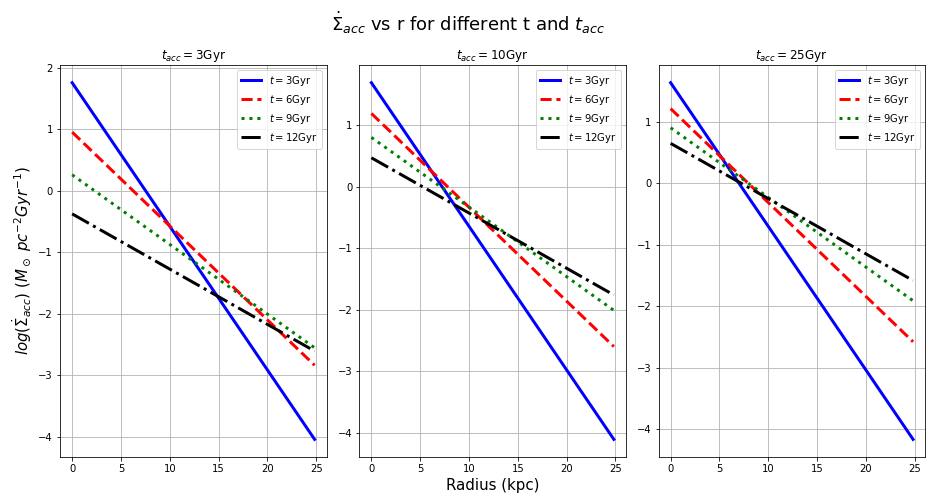 Σ̇_acc vs r for different t and t_acc
t_acc = 3Gyr
t = 3Gyr
t = 6Gyr
t = 9Gyr
t = 12Gyr
2
1
0
−1
−2
−3
−4
0 5 10 15 20 25
log(Σ̇_acc) (M_⊙ pc⁻²Gyr⁻¹)
t_acc = 10Gyr
t = 3Gyr
t = 6Gyr
t = 9Gyr
t = 12Gyr
1
0
−1
−2
−3
−4
0 5 10 15 20 25
Radius (kpc)
t_acc = 25Gyr
t = 3Gyr
t = 6Gyr
t = 9Gyr
t = 12Gyr
1
0
−1
−2
−3
−4
0 5 10 15 20 25